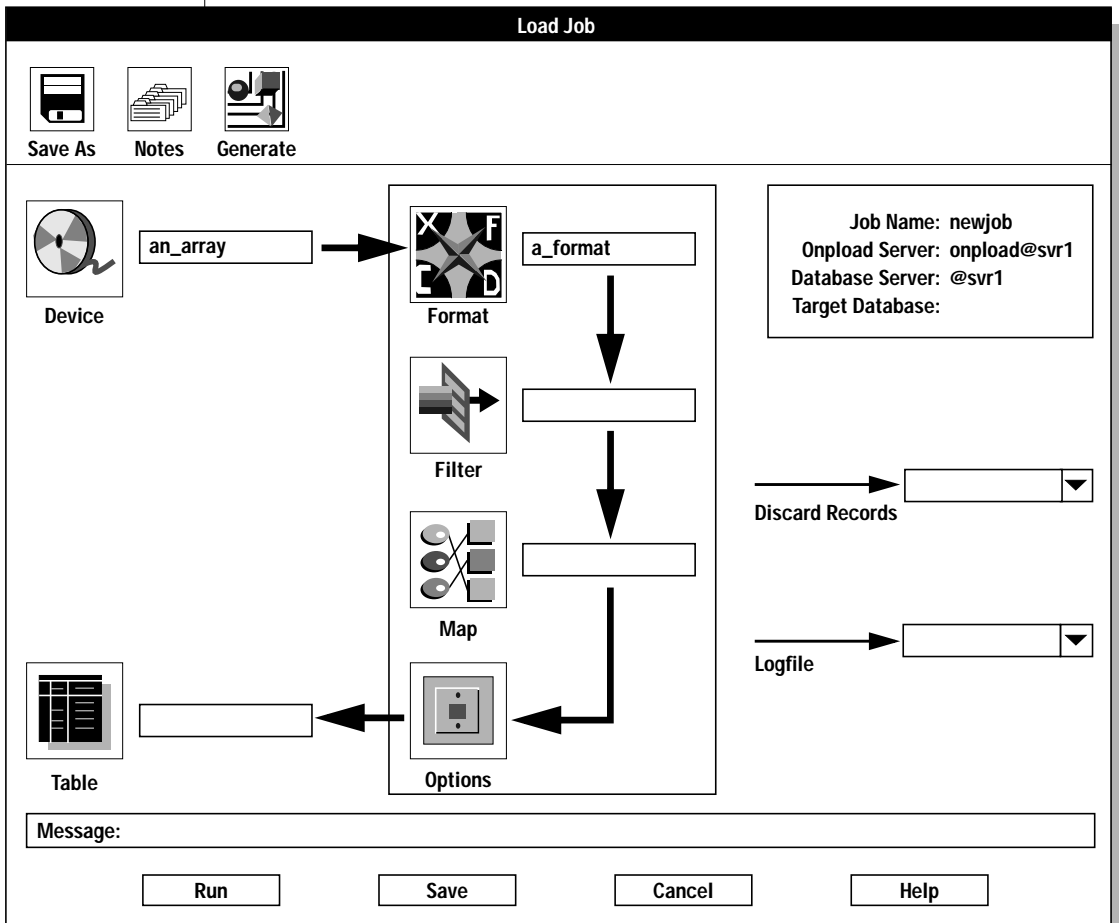 Load Job
Save As
Notes
Generate
an_array
Device
X F C D
Format
a_format
Job Name: newjob
Onpload Server: onpload@svr1
Database Server: @svr1
Target Database:
Filter
Discard Records
Map
Logfile
Table
Options
Message:
Run
Save
Cancel
Help